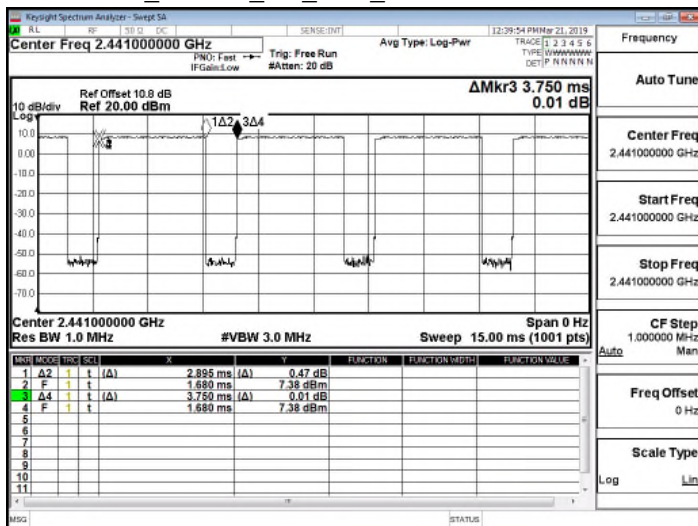 Keysight Spectrum Analyzer - Swept SA
RL RF 50 Ω DC SENSE:INT 12:39:54 PM Mar 21, 2019
Center Freq 2.441000000 GHz
PNO: Fast
IFGain:Low
Trig: Free Run
#Atten: 20 dB
Avg Type: Log-Pwr
TRACE 1 2 3 4 5 6
TYPE WWWWWWW
DET P N N N N N
ΔMkr3 3.750 ms
0.01 dB
Ref Offset 10.8 dB
10 dB/div Ref 20.00 dBm
Log
1Δ2 3Δ4
10.0
0.00
-10.0
-20.0
-30.0
-40.0
-50.0
-60.0
-70.0
Center 2.441000000 GHz Span 0 Hz
Res BW 1.0 MHz #VBW 3.0 MHz Sweep 15.00 ms (1001 pts)
MKR MODE TRC SCL X Y FUNCTION FUNCTION WIDTH FUNCTION VALUE
1 Δ2 1 t (Δ) 2.895 ms (Δ) 0.47 dB
2 F 1 t 1.680 ms 7.38 dBm
3 Δ4 1 t (Δ) 3.750 ms (Δ) 0.01 dB
4 F 1 t 1.680 ms 7.38 dBm
5
6
7
8
9
10
11
MSG STATUS
Frequency
Auto Tune
Center Freq
2.441000000 GHz
Start Freq
2.441000000 GHz
Stop Freq
2.441000000 GHz
CF Step
1.000000 MHz
Auto Man
Freq Offset
0 Hz
Scale Type
Log Lin